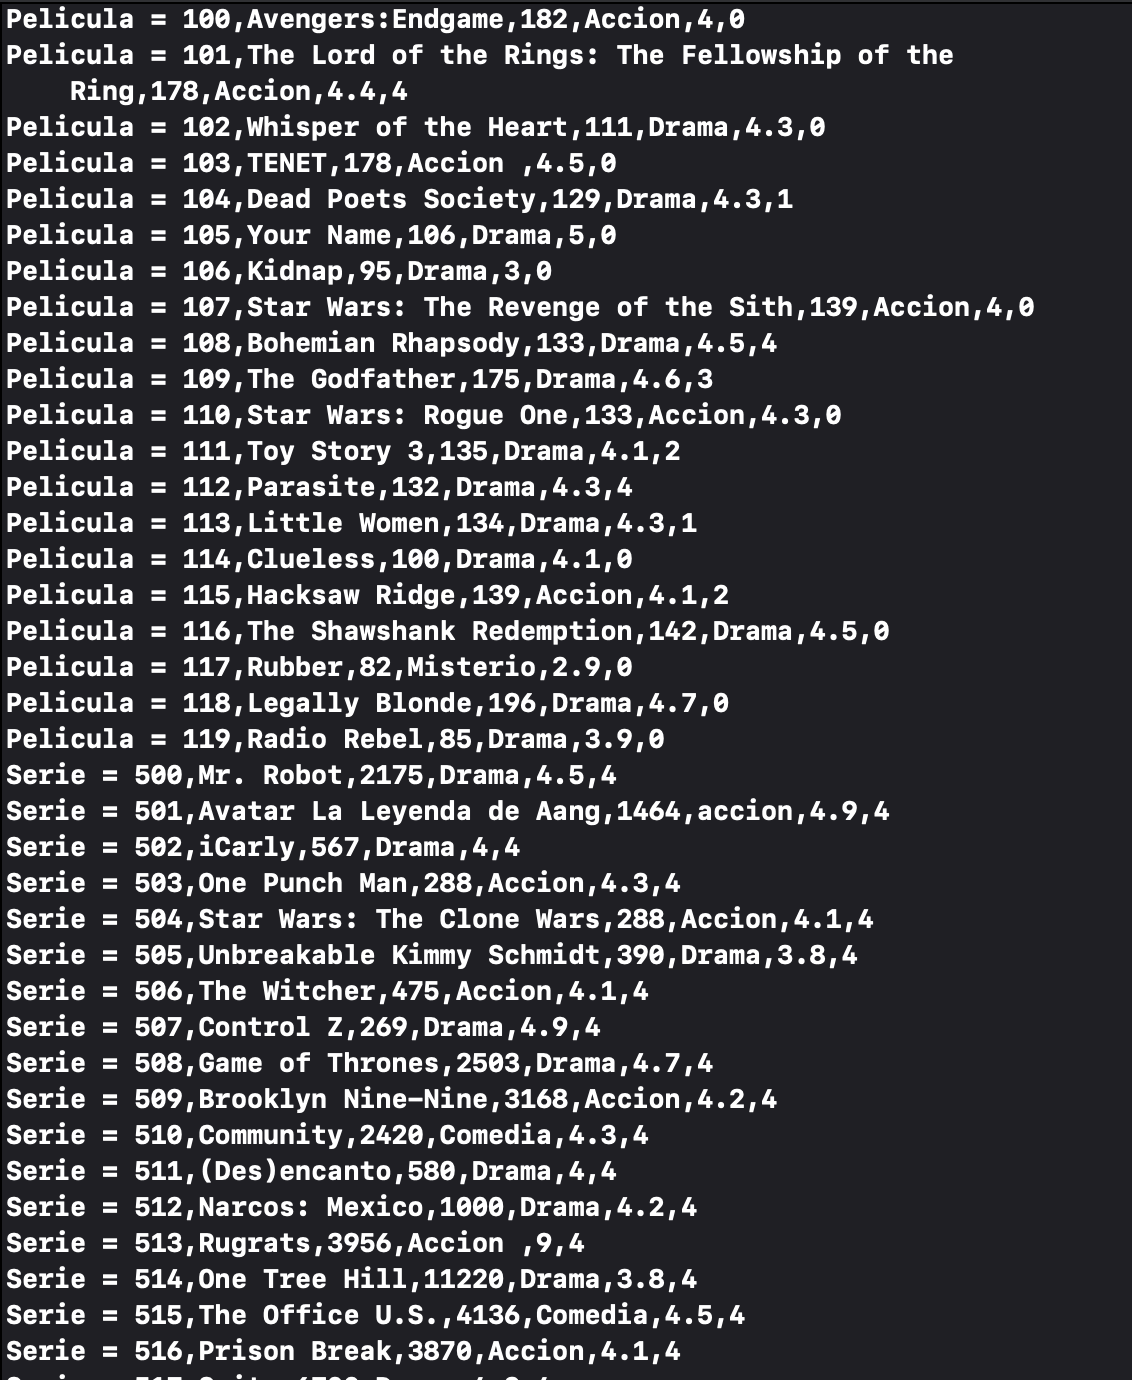 Pelicula = 100,Avengers:Endgame,182,Accion,4,0
Pelicula = 101,The Lord of the Rings: The Fellowship of the
Ring,178,Accion,4.4,4
Pelicula = 102,Whisper of the Heart,111,Drama,4.3,0
Pelicula = 103,TENET,178,Accion ,4.5,0
Pelicula = 104,Dead Poets Society,129,Drama,4.3,1
Pelicula = 105,Your Name,106,Drama,5,0
Pelicula = 106,Kidnap,95,Drama,3,0
Pelicula = 107,Star Wars: The Revenge of the Sith,139,Accion,4,0
Pelicula = 108,Bohemian Rhapsody,133,Drama,4.5,4
Pelicula = 109,The Godfather,175,Drama,4.6,3
Pelicula = 110,Star Wars: Rogue One,133,Accion,4.3,0
Pelicula = 111,Toy Story 3,135,Drama,4.1,2
Pelicula = 112,Parasite,132,Drama,4.3,4
Pelicula = 113,Little Women,134,Drama,4.3,1
Pelicula = 114,Clueless,100,Drama,4.1,0
Pelicula = 115,Hacksaw Ridge,139,Accion,4.1,2
Pelicula = 116,The Shawshank Redemption,142,Drama,4.5,0
Pelicula = 117,Rubber,82,Misterio,2.9,0
Pelicula = 118,Legally Blonde,196,Drama,4.7,0
Pelicula = 119,Radio Rebel,85,Drama,3.9,0
Serie = 500,Mr. Robot,2175,Drama,4.5,4
Serie = 501,Avatar La Leyenda de Aang,1464,accion,4.9,4
Serie = 502,iCarly,567,Drama,4,4
Serie = 503,One Punch Man,288,Accion,4.3,4
Serie = 504,Star Wars: The Clone Wars,288,Accion,4.1,4
Serie = 505,Unbreakable Kimmy Schmidt,390,Drama,3.8,4
Serie = 506,The Witcher,475,Accion,4.1,4
Serie = 507,Control Z,269,Drama,4.9,4
Serie = 508,Game of Thrones,2503,Drama,4.7,4
Serie = 509,Brooklyn Nine-Nine,3168,Accion,4.2,4
Serie = 510,Community,2420,Comedia,4.3,4
Serie = 511,(Des)encanto,580,Drama,4,4
Serie = 512,Narcos: Mexico,1000,Drama,4.2,4
Serie = 513,Rugrats,3956,Accion ,9,4
Serie = 514,One Tree Hill,11220,Drama,3.8,4
Serie = 515,The Office U.S.,4136,Comedia,4.5,4
Serie = 516,Prison Break,3870,Accion,4.1,4